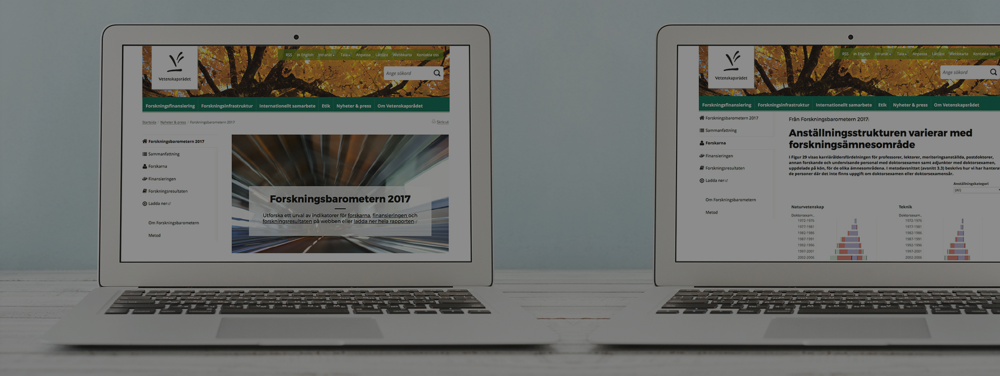 RSS In English Intranät Tala Anpassa Lättläst Webbkarta Kontakta oss
Ange sökord
Vetenskapsrådet
Forskningsfinansiering Forskningsinfrastruktur Internationellt samarbete Etik Nyheter & press Om Vetenskapsrådet
Startsida / Nyheter & press / Forskningsbarometern 2017
Skriv ut
Forskningsbarometern 2017
Sammanfattning
Forskarna
Finansieringen
Forskningsresultaten
Ladda ner
Om Forskningsbarometern
Metod
Forskningsbarometern 2017
Utforska ett urval av indikatorer för forskarna, finansieringen och
forskningsresultaten på webben eller ladda ner hela rapporten
RSS In English Intranät Tala Anpassa Lättläst Webbkarta Kontakta oss
Ange sökord
Vetenskapsrådet
Forskningsfinansiering Forskningsinfrastruktur Internationellt samarbete Etik Nyheter & press Om Vetenskapsrådet
Forskningsbarometern 2017
Sammanfattning
Forskarna
Finansieringen
Forskningsresultaten
Ladda ner
Om Forskningsbarometern
Metod
Från Forskningsbarometern 2017:
Anställningsstrukturen varierar med
forskningsämnesområde
I Figur 29 visas karriäråldersfördelningen för professorer, lektorer, meriteringsanställda, postdoktorer,
annan forskande och undervisande personal med doktorsexamen samt adjunkter med doktorsexamen,
uppdelade på kön, för de olika ämnesområdena. I metodavsnittet (avsnitt 3.3) beskrivs hur vi har hanterat
de personer där det inte finns uppgift om doktorsexamen eller doktorsexamensår.
Anställningskategori
(All)
Naturvetenskap
Doktorsexam..
1972-1976
1977-1981
1982-1986
1987-1991
1992-1996
1997-2001
2002-2006
Teknik
Doktorsexam..
1972-1976
1977-1981
1982-1986
1987-1991
1992-1996
1997-2001
2002-2006